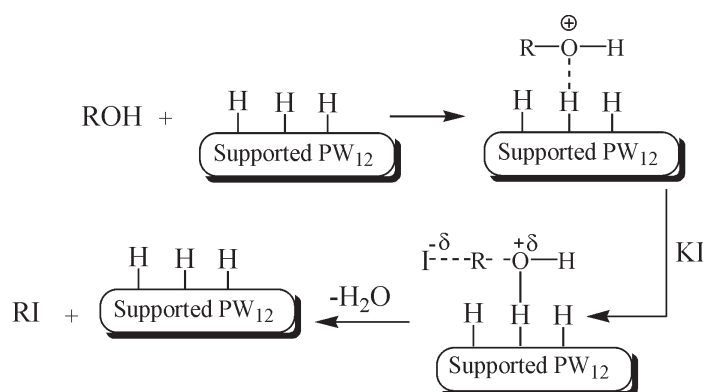 ⊕
R—O—H
H H H H H H
ROH + Supported PW₁₂ Supported PW₁₂
KI
I⁻ᵟ----R- -O⁺ᵟ—H
H H H -H₂O H H H
RI + Supported PW₁₂ Supported PW₁₂